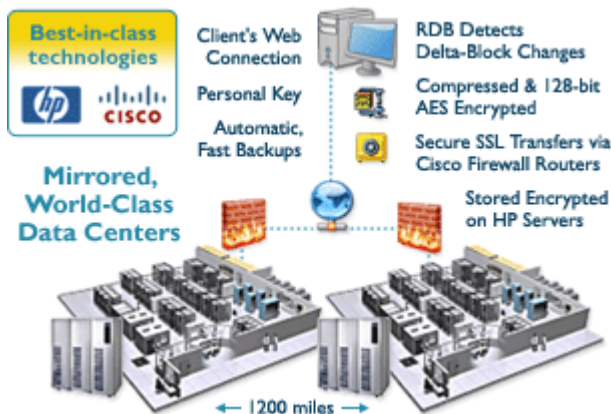 Best-in-class
technologies
hp
CISCO
Client's Web
Connection
Personal Key
Automatic,
Fast Backups
RDB Detects
Delta-Block Changes
Compressed & 128-bit
AES Encrypted
Secure SSL Transfers via
Cisco Firewall Routers
Stored Encrypted
on HP Servers
Mirrored,
World-Class
Data Centers
1200 miles